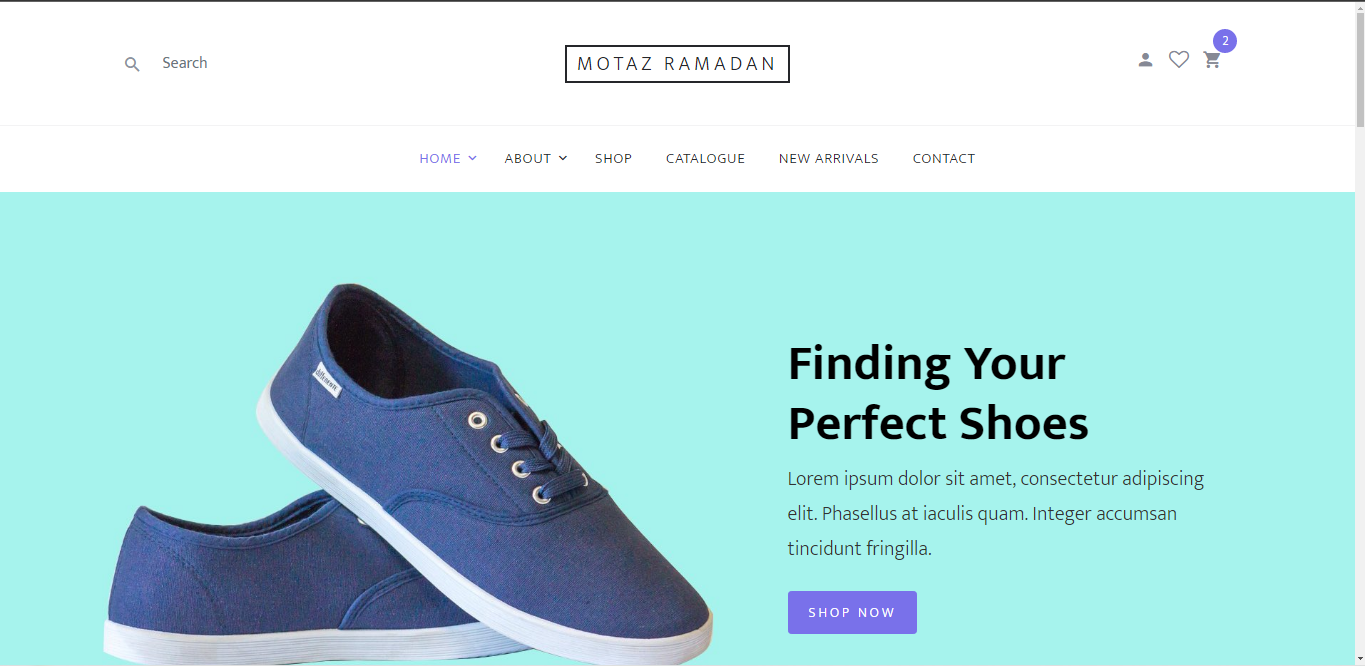 Search
MOTAZ RAMADAN
2
HOME
ABOUT
SHOP
CATALOGUE
NEW ARRIVALS
CONTACT
Finding Your
Perfect Shoes
Lorem ipsum dolor sit amet, consectetur adipiscing
elit. Phasellus at iaculis quam. Integer accumsan
tincidunt fringilla.
SHOP NOW